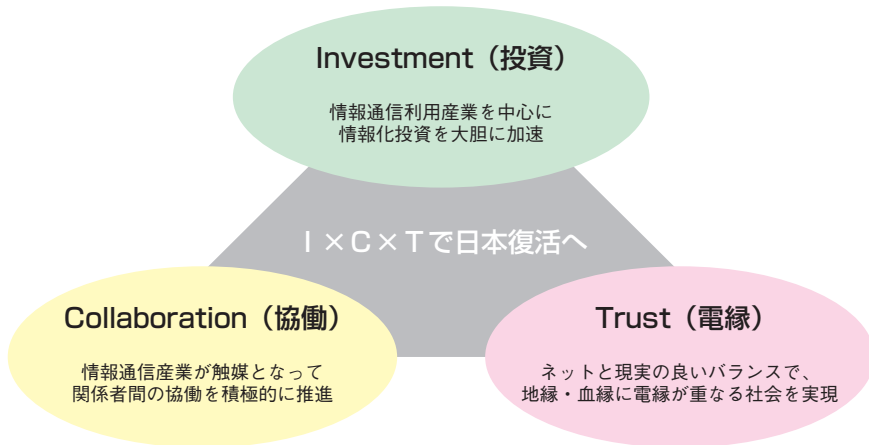 Investment（投資）
情報通信利用産業を中心に
情報化投資を大胆に加速
I×C×Tで日本復活へ
Collaboration（協働）
情報通信産業が触媒となって
関係者間の協働を積極的に推進
Trust（電縁）
ネットと現実の良いバランスで、
地縁・血縁に電縁が重なる社会を実現